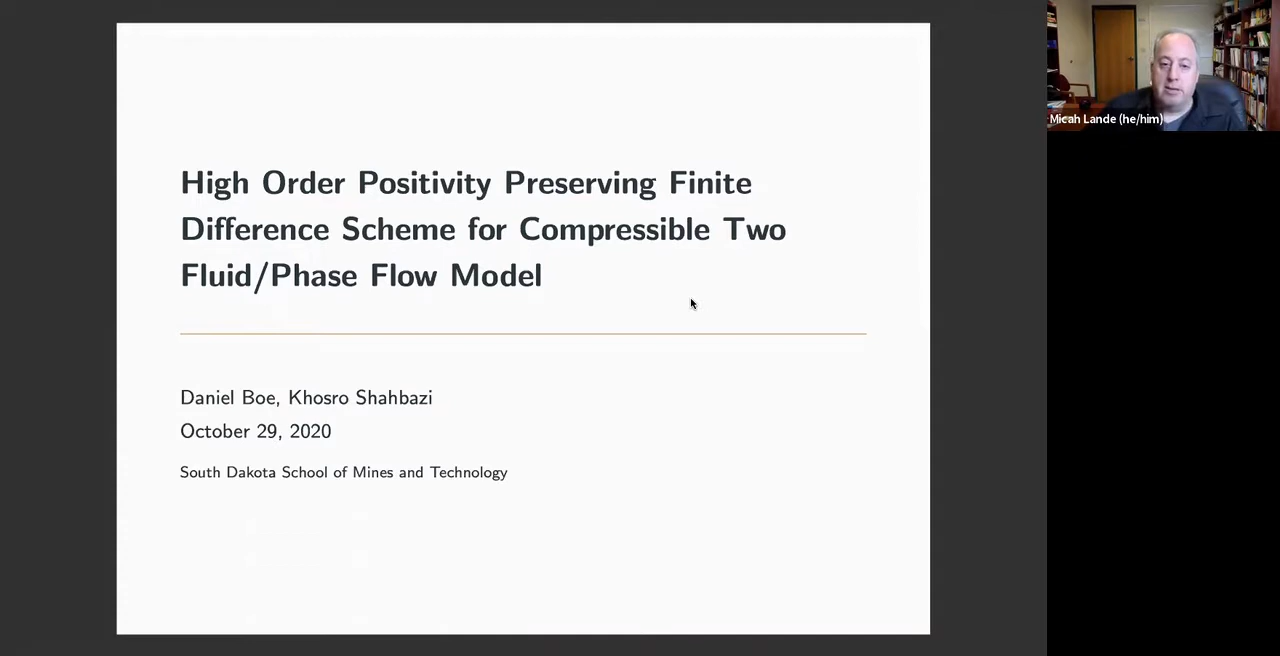 High Order Positivity Preserving Finite
Difference Scheme for Compressible Two
Fluid/Phase Flow Model
Daniel Boe, Khosro Shahbazi
October 29, 2020
South Dakota School of Mines and Technology
Micah Lande (he/him)